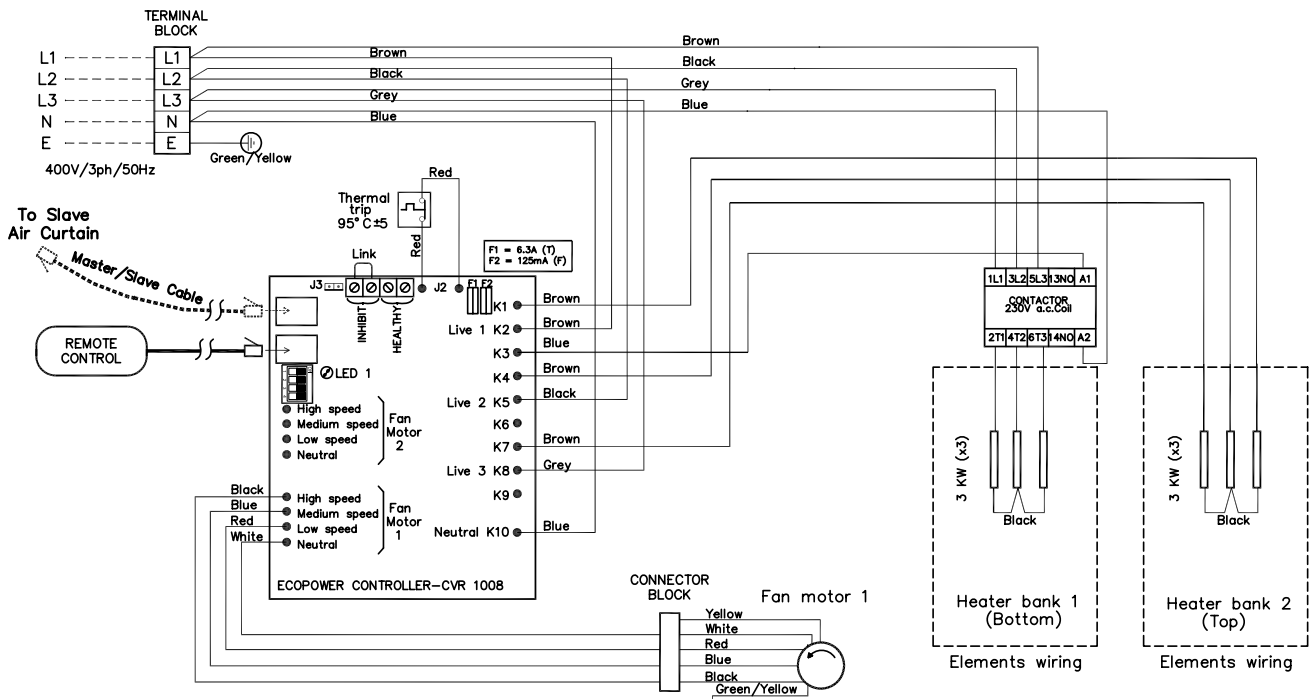 TERMINAL
BLOCK
L1 L1 Brown Brown
L2 L2 Black Black
L3 L3 Grey Grey
N N Blue Blue
E E
Green/Yellow
400V/3ph/50Hz
To Slave
Air Curtain
Master/Slave Cable
REMOTE
CONTROL
Thermal
trip
95°C±5
Red
Red
F1 = 6.3A (T)
F2 = 125mA (F)
Link
J3
J2
F1 F2
INHIBIT
HEALTHY
LED 1
K1 Brown
Live 1 K2 Brown
K3 Blue
K4 Brown
Live 2 K5 Black
K6
K7 Brown
Live 3 K8 Grey
K9
Neutral K10 Blue
High speed
Medium speed
Low speed
Neutral
Fan
Motor
2
Black High speed
Blue Medium speed
Red Low speed
White Neutral
Fan
Motor
1
ECOPOWER CONTROLLER-CVR 1008
CONNECTOR
BLOCK
Fan motor 1
Yellow
White
Red
Blue
Black
Green/Yellow
1L1 3L2 5L3 13NO A1
CONTACTOR
230V a.c.Coil
2T1 4T2 6T3 14NO A2
3 KW (x3)
Black
Heater bank 1
(Bottom)
Elements wiring
3 KW (x3)
Black
Heater bank 2
(Top)
Elements wiring